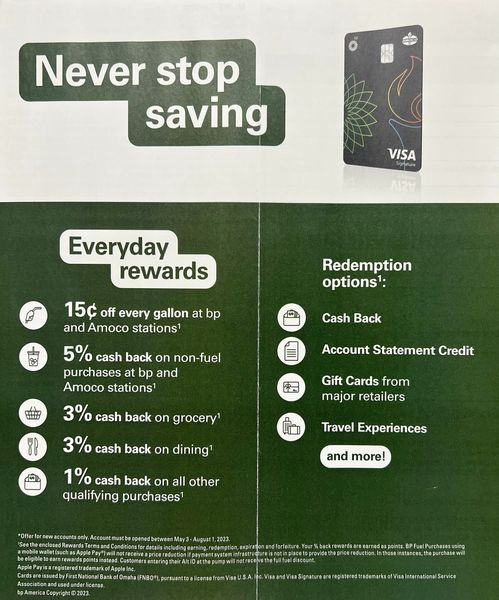 Never stop
saving
VISA
Signature
Everyday
rewards
15¢ off every gallon at bp
and Amoco stations¹
5% cash back on non-fuel
purchases at bp and
Amoco stations¹
3% cash back on grocery¹
3% cash back on dining¹
1% cash back on all other
qualifying purchases¹
Redemption
options¹:
Cash Back
Account Statement Credit
Gift Cards from
major retailers
Travel Experiences
and more!
*Offer for new accounts only. Account must be opened between May 3 - August 1, 2023.
¹See the enclosed Rewards Terms and Conditions for details including earning, redemption, expiration and forfeiture. Your % back rewards are earned as points. BP Fuel Purchases using
a mobile wallet (such as Apple Pay®) will not receive a price reduction if payment system infrastructure is not in place to provide the price reduction. In those instances, the purchase will
be eligible to earn rewards points instead. Customers entering their Alt ID at the pump will not receive the full fuel discount.
Apple Pay is a registered trademark of Apple Inc.
Cards are issued by First National Bank of Omaha (FNBO®), pursuant to a license from Visa U.S.A. Inc. Visa and Visa Signature are registered trademarks of Visa International Service
Association and used under license.
bp America Copyright © 2023.